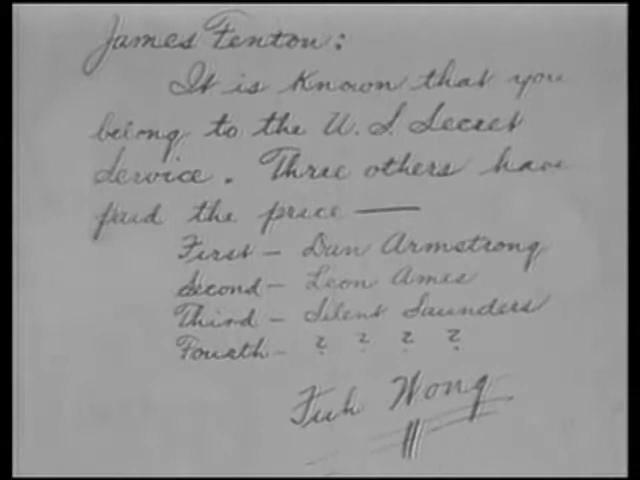 James Fenton:
It is known that you
belong to the U. S. Secret
Service. Three others have
paid the price —
First — Dan Armstrong
Second — Leon Ames
Third — Silent Saunders
Fourth — ? ? ? ?
Fuh Wong